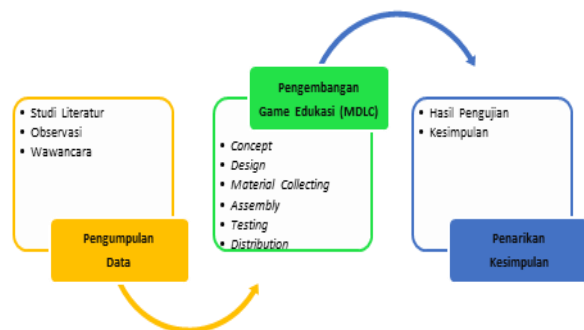 • Studi Literatur
• Observasi
• Wawancara
Pengumpulan
Data
Pengembangan
Game Edukasi (MDLC)
• Concept
• Design
• Material Collecting
• Assembly
• Testing
• Distribution
• Hasil Pengujian
• Kesimpulan
Penarikan
Kesimpulan